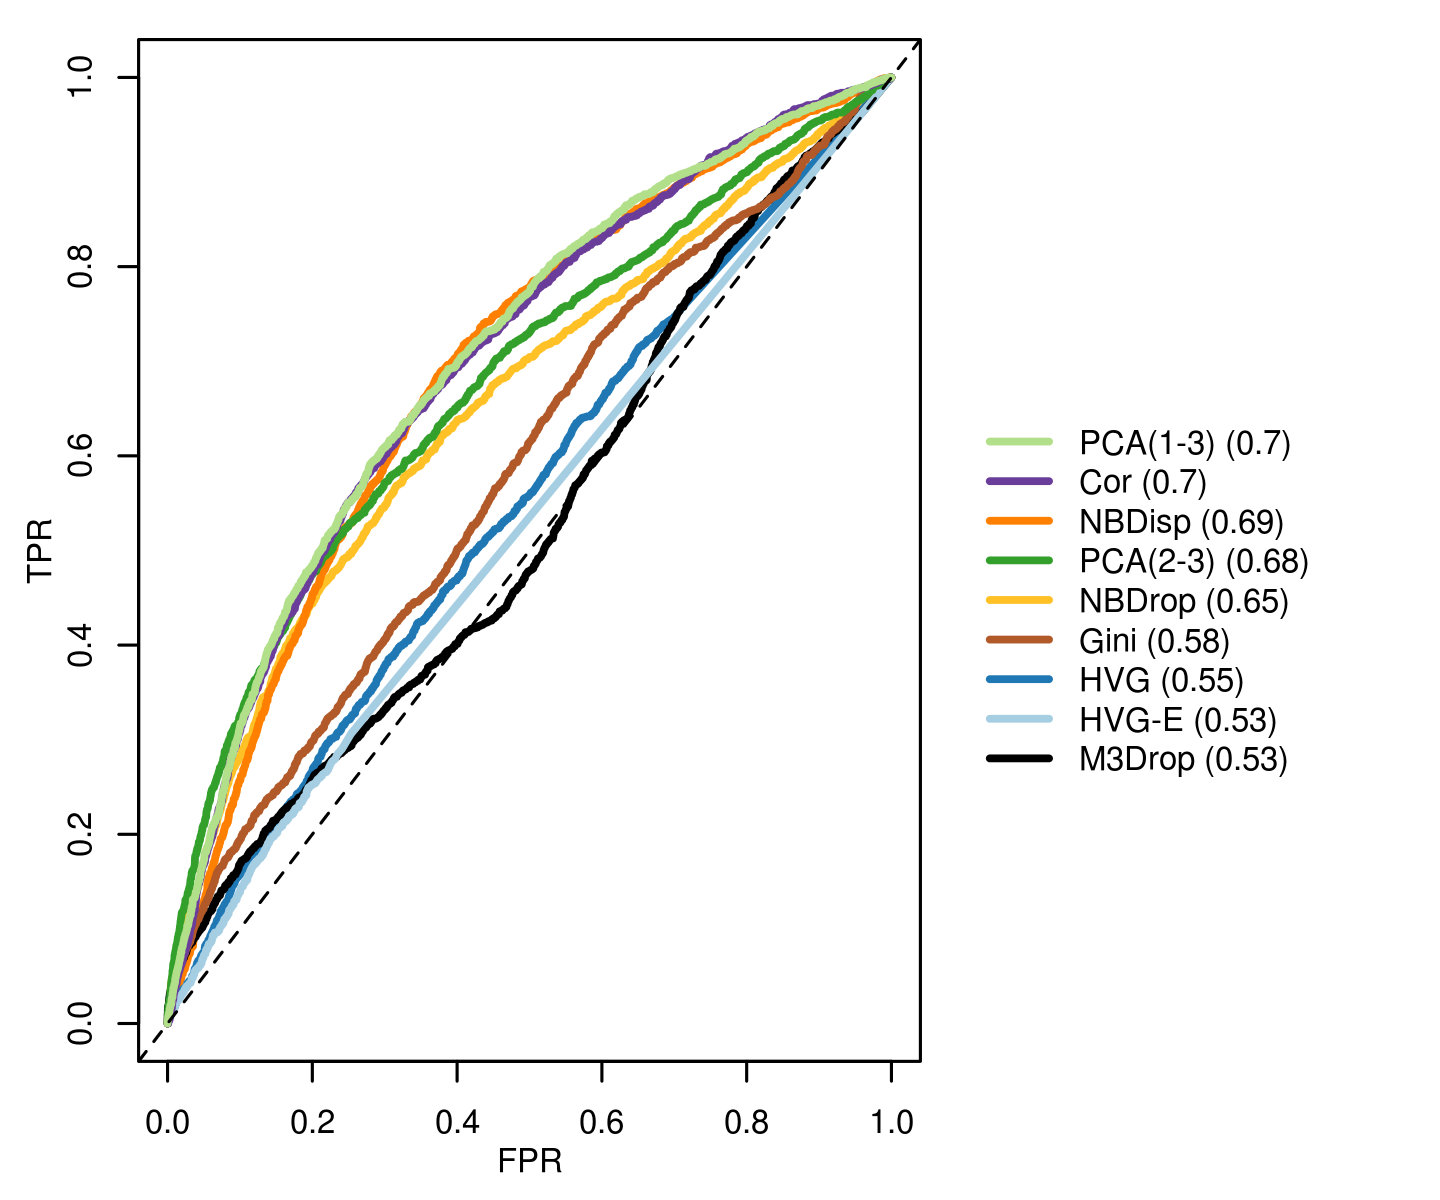 1.0
0.8
0.6
0.4
0.2
0.0
TPR
0.0 0.2 0.4 0.6 0.8 1.0
FPR
PCA(1-3) (0.7)
Cor (0.7)
NBDisp (0.69)
PCA(2-3) (0.68)
NBDrop (0.65)
Gini (0.58)
HVG (0.55)
HVG-E (0.53)
M3Drop (0.53)